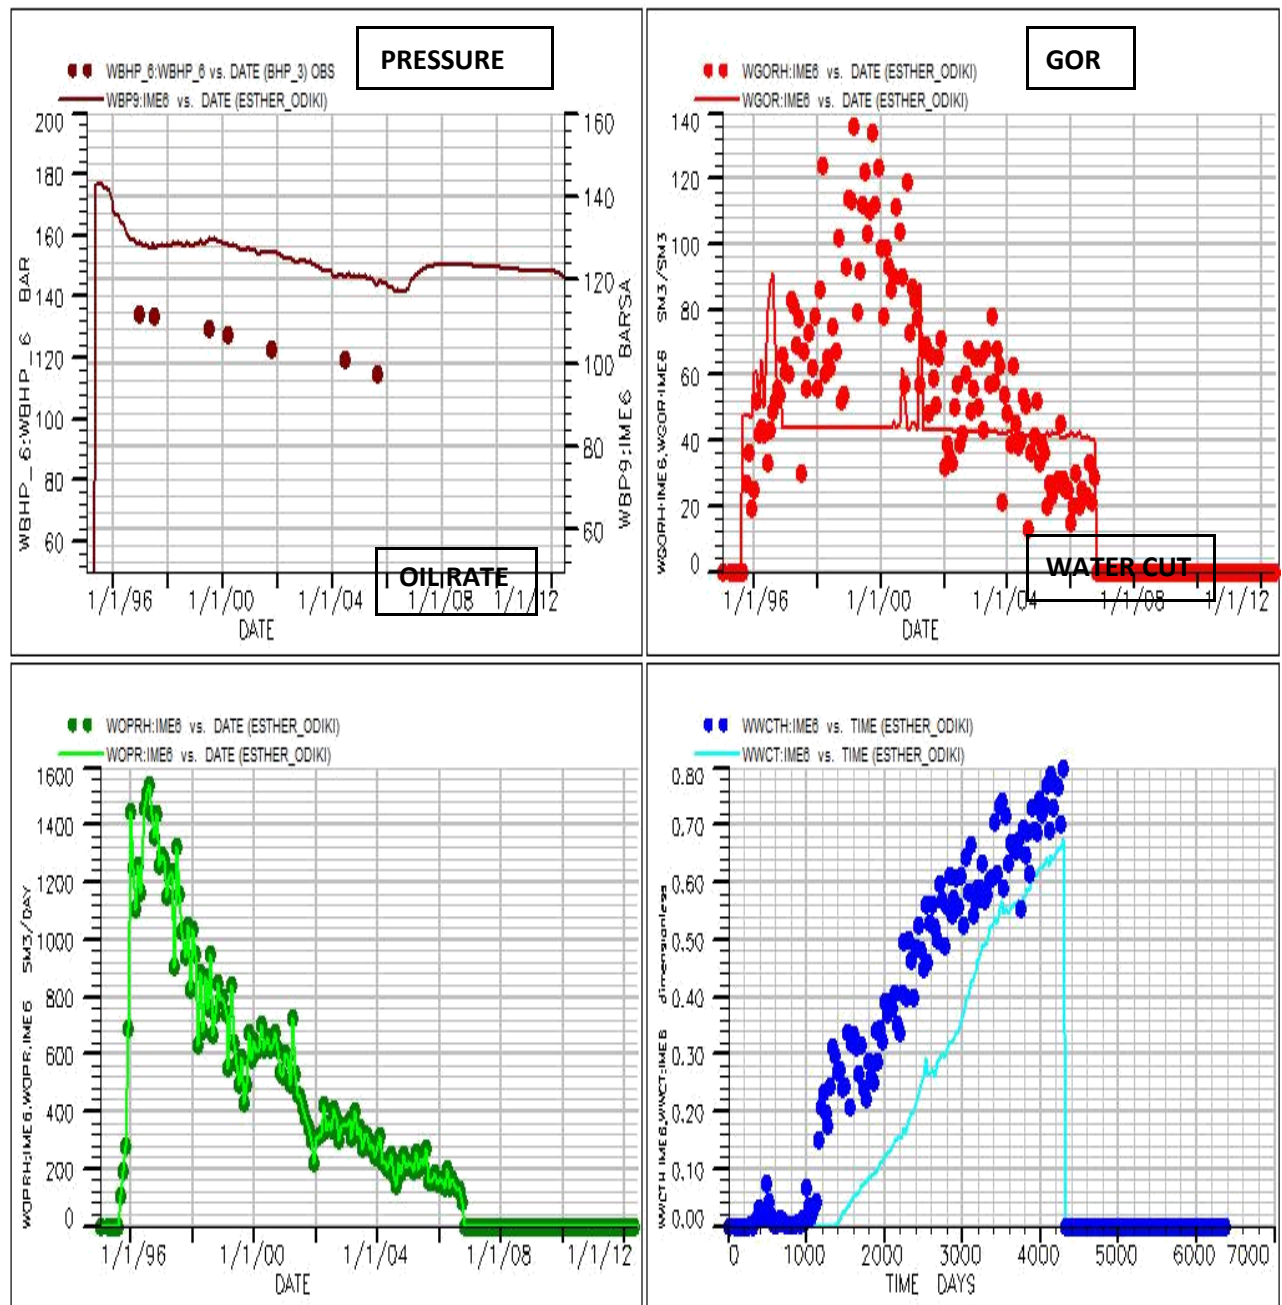 PRESSURE
WBHP_6:WBHP_6 vs. DATE (BHP_3) OBS
WBP9:IME6 vs. DATE (ESTHER_ODIKI)
200
180
160
140
120
100
80
60
WBHP_6:WBHP_6 BAR
160
140
120
100
80
60
WBP9:IME6 BARSA
OIL RATE
1/1/96 1/1/00 1/1/04 1/1/08 1/1/12
DATE
GOR
WGORH:IME6 vs. DATE (ESTHER_ODIKI)
WGOR:IME6 vs. DATE (ESTHER_ODIKI)
140
120
100
80
60
40
20
0
WGORH:IME6,WGOR:IME6 SM3/SM3
WATER CUT
1/1/96 1/1/00 1/1/04 1/1/08 1/1/12
DATE
WOPRH:IME6 vs. DATE (ESTHER_ODIKI)
WOPR:IME6 vs. DATE (ESTHER_ODIKI)
1600
1400
1200
1000
800
600
400
200
0
WOPRH:IME6,WOPR:IME6 SM3/DAY
1/1/96 1/1/00 1/1/04 1/1/08 1/1/12
DATE
WWCTH:IME6 vs. TIME (ESTHER_ODIKI)
WWCT:IME6 vs. TIME (ESTHER_ODIKI)
0.80
0.70
0.60
0.50
0.40
0.30
0.20
0.10
0.00
WWCTH:IME6,WWCT:IME6 dimensionless
0 1000 2000 3000 4000 5000 6000 7000
TIME DAYS